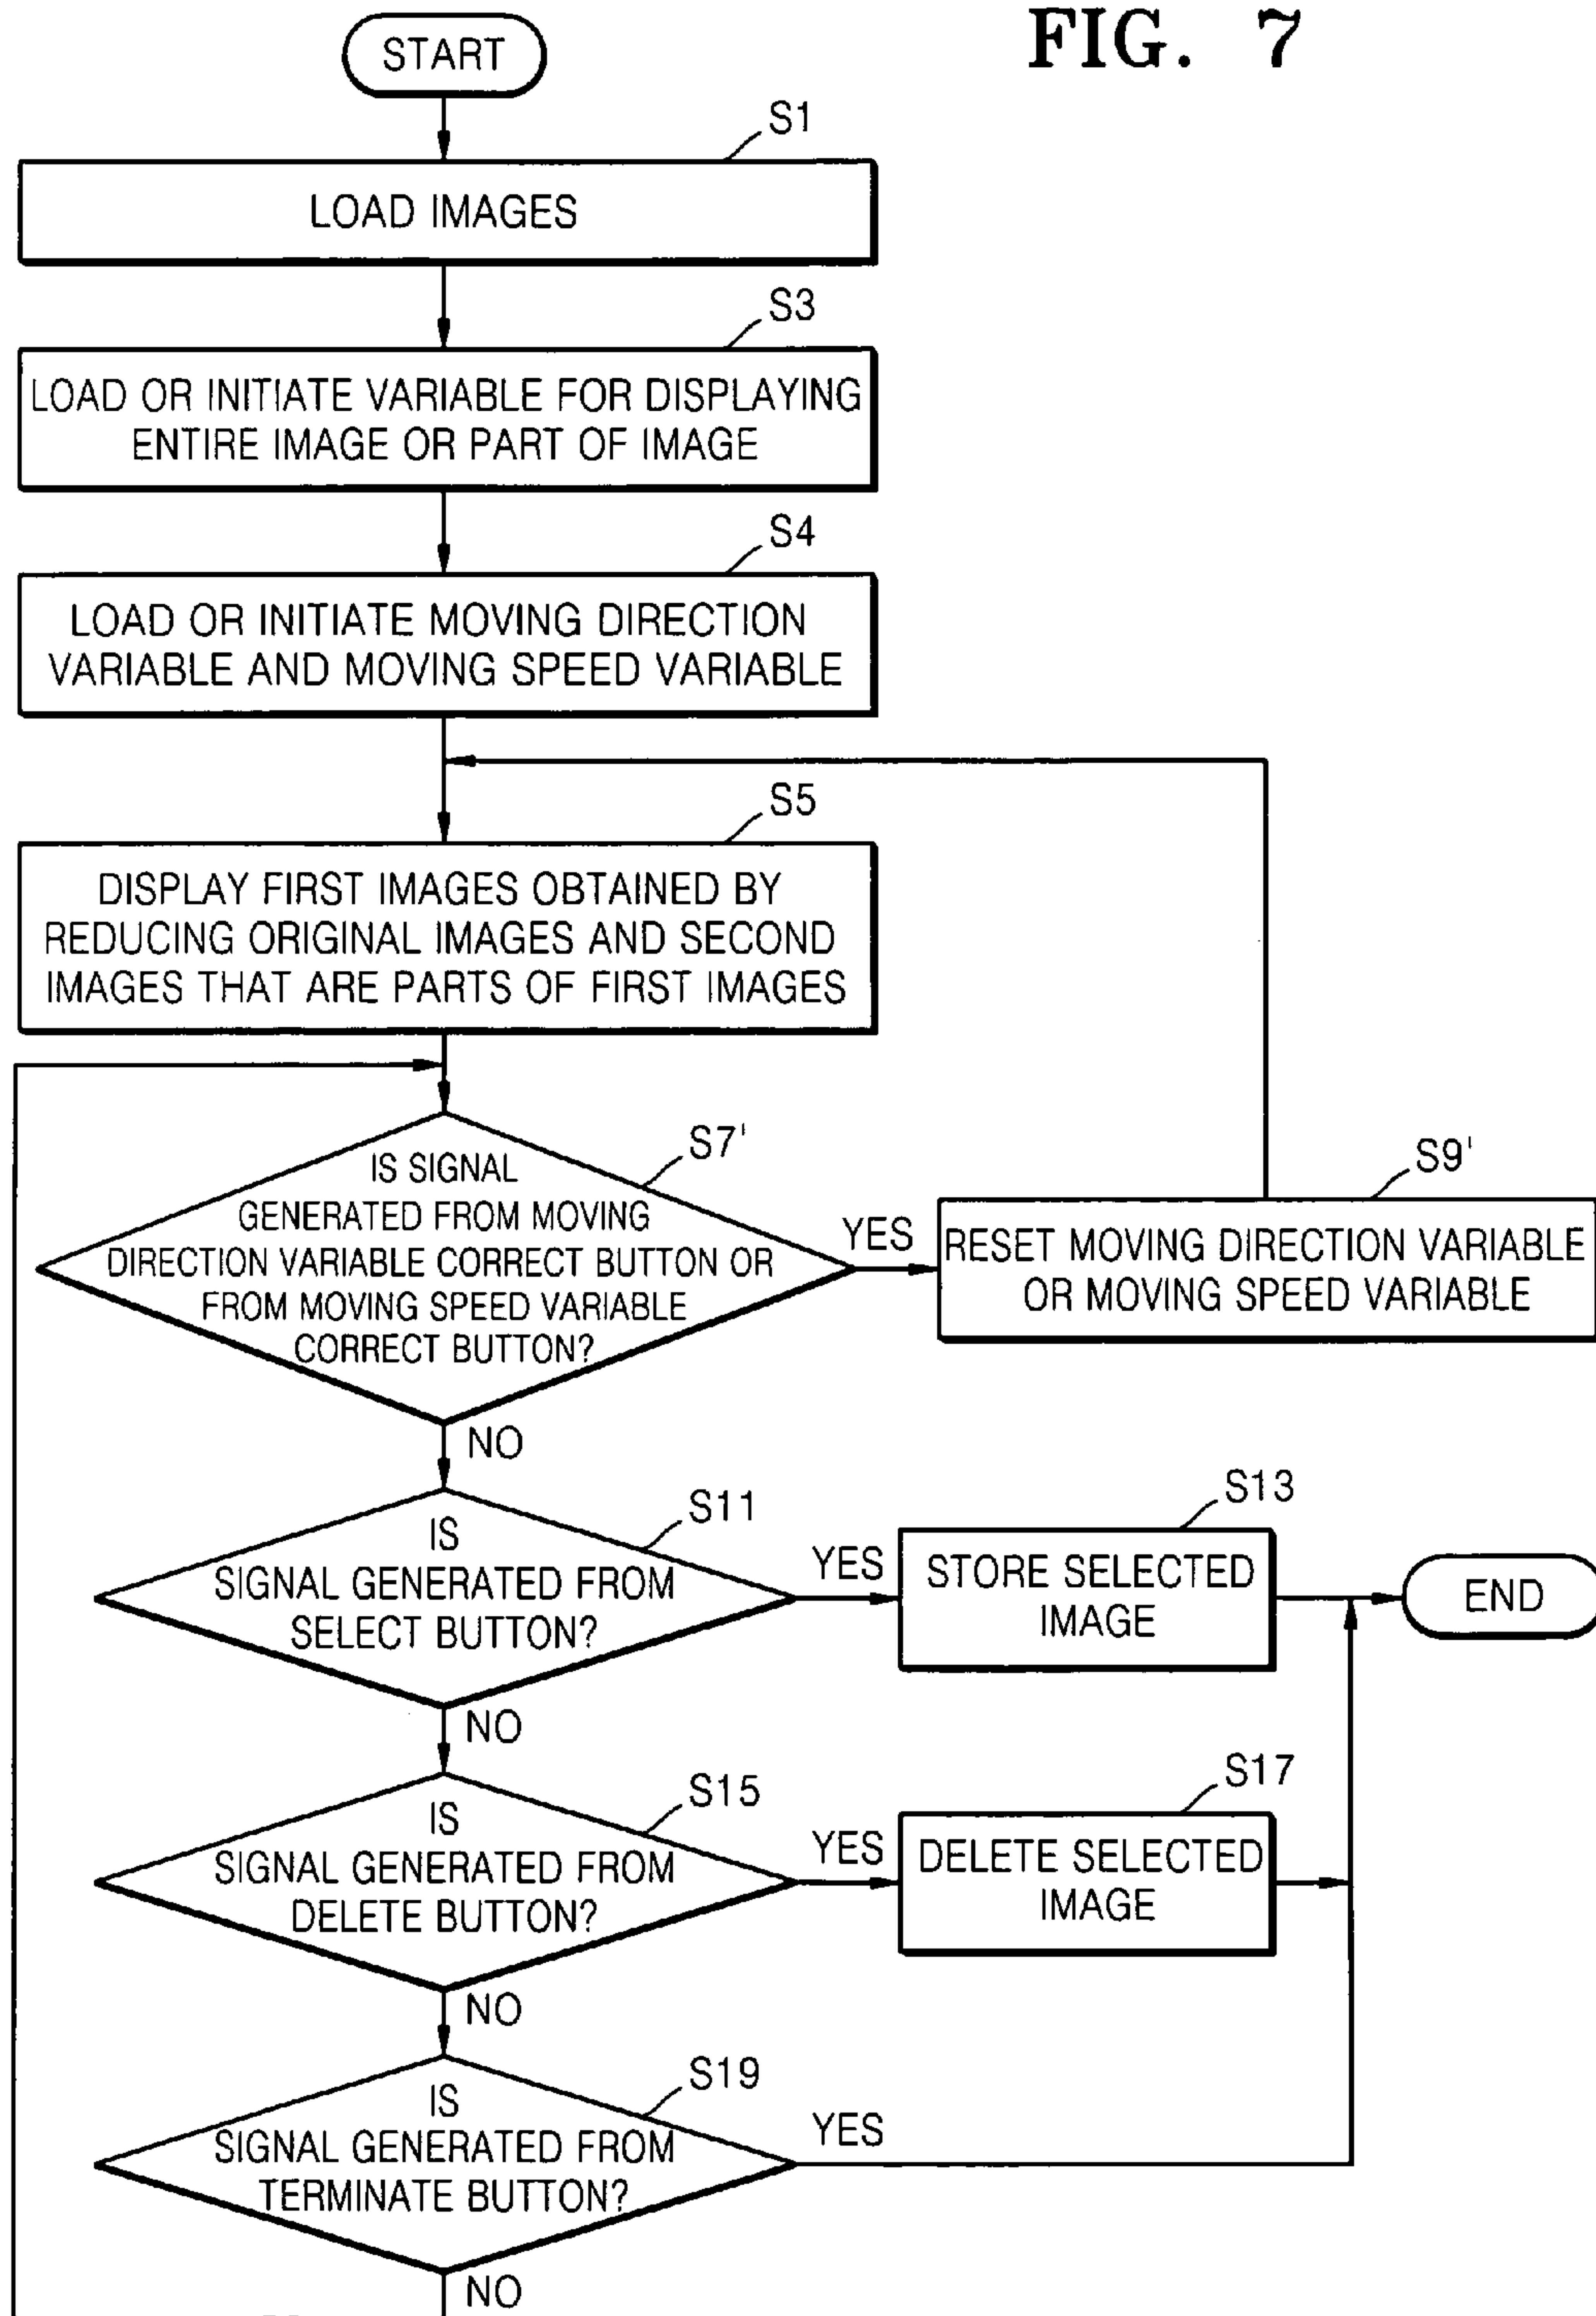 FIG. 7
START
S1
LOAD IMAGES
S3
LOAD OR INITIATE VARIABLE FOR DISPLAYING
ENTIRE IMAGE OR PART OF IMAGE
S4
LOAD OR INITIATE MOVING DIRECTION
VARIABLE AND MOVING SPEED VARIABLE
S5
DISPLAY FIRST IMAGES OBTAINED BY
REDUCING ORIGINAL IMAGES AND SECOND
IMAGES THAT ARE PARTS OF FIRST IMAGES
S7'
IS SIGNAL
GENERATED FROM MOVING
DIRECTION VARIABLE CORRECT BUTTON OR
FROM MOVING SPEED VARIABLE
CORRECT BUTTON?
YES
S9'
RESET MOVING DIRECTION VARIABLE
OR MOVING SPEED VARIABLE
NO
S11
IS
SIGNAL GENERATED FROM
SELECT BUTTON?
YES
S13
STORE SELECTED
IMAGE
END
NO
S15
IS
SIGNAL GENERATED FROM
DELETE BUTTON?
YES
S17
DELETE SELECTED
IMAGE
NO
S19
IS
SIGNAL GENERATED FROM
TERMINATE BUTTON?
YES
NO